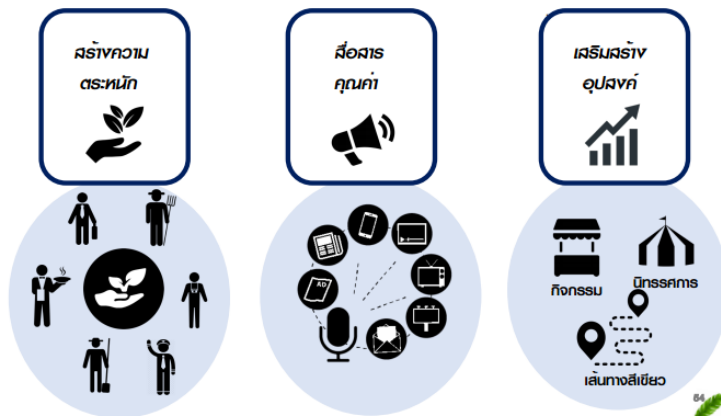 สร้างความ
ตระหนัก
สื่อสาร
คุณค่า
เสริมสร้าง
อุปสงค์
AD
กิจกรรม
นิทรรศการ
เส้นทางสีเขียว
54